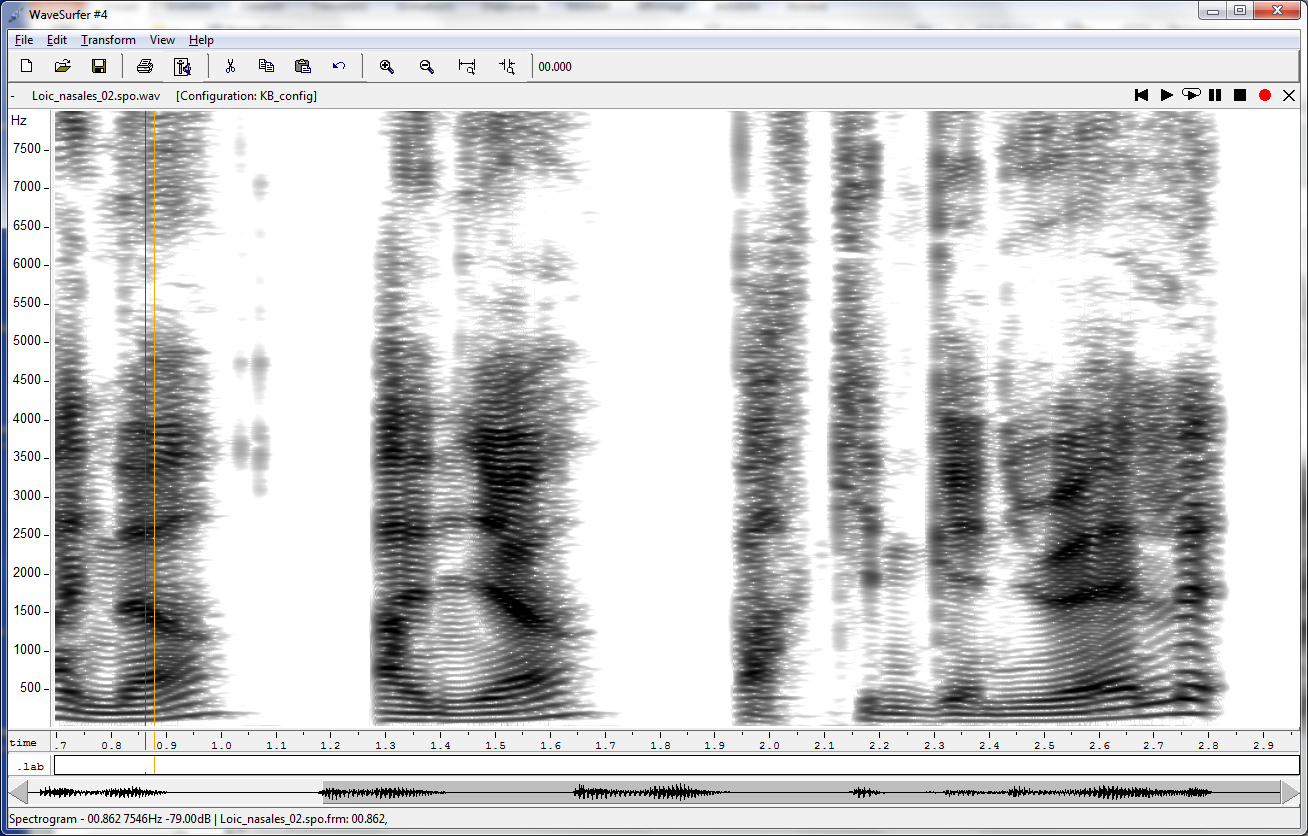 WaveSurfer #4
File Edit Transform View Help
00.000
- Loic_nasales_02.spo.wav [Configuration: KB_config]
Hz
7500
7000
6500
6000
5500
5000
4500
4000
3500
3000
2500
2000
1500
1000
500
time .7 0.8 0.9 1.0 1.1 1.2 1.3 1.4 1.5 1.6 1.7 1.8 1.9 2.0 2.1 2.2 2.3 2.4 2.5 2.6 2.7 2.8 2.9
.lab
Spectrogram - 00.862 7546Hz -79.00dB | Loic_nasales_02.spo.frm: 00.862,